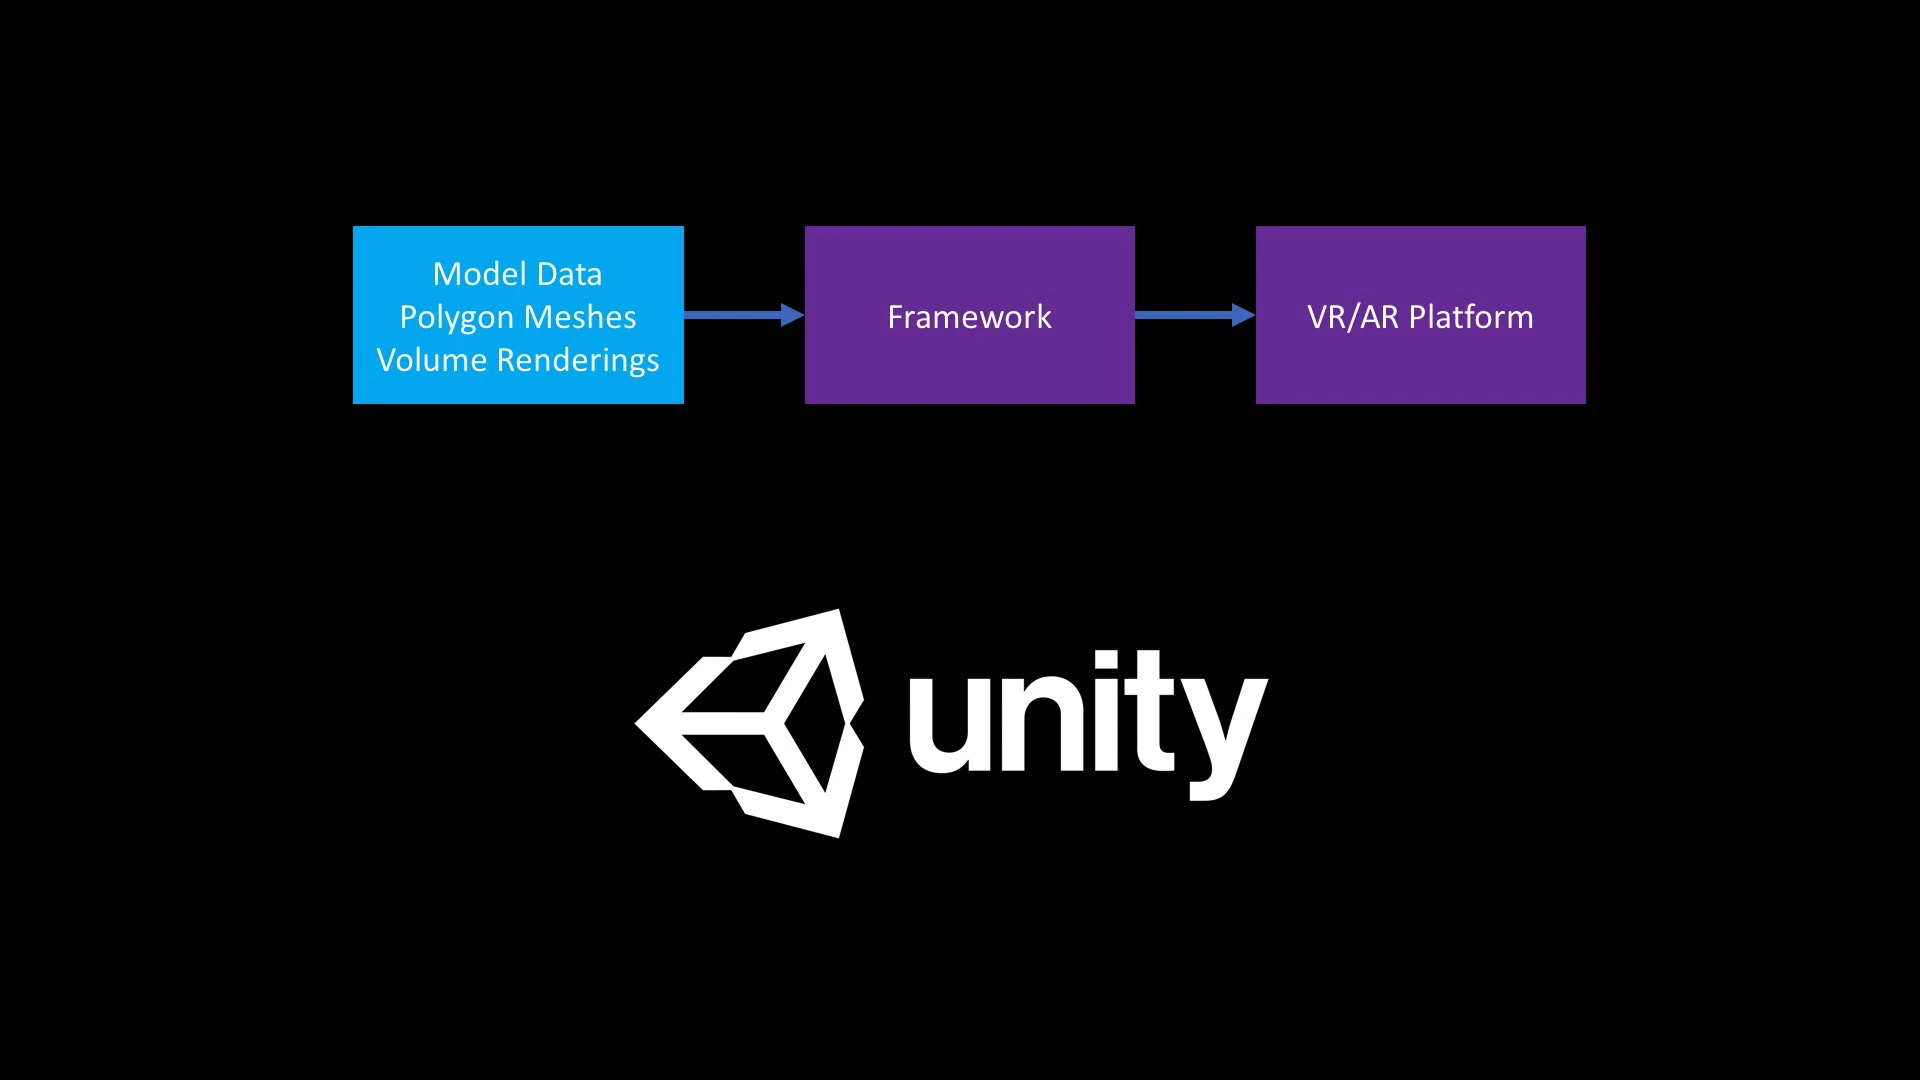 Model Data
Polygon Meshes
Volume Renderings
Framework
VR/AR Platform
unity